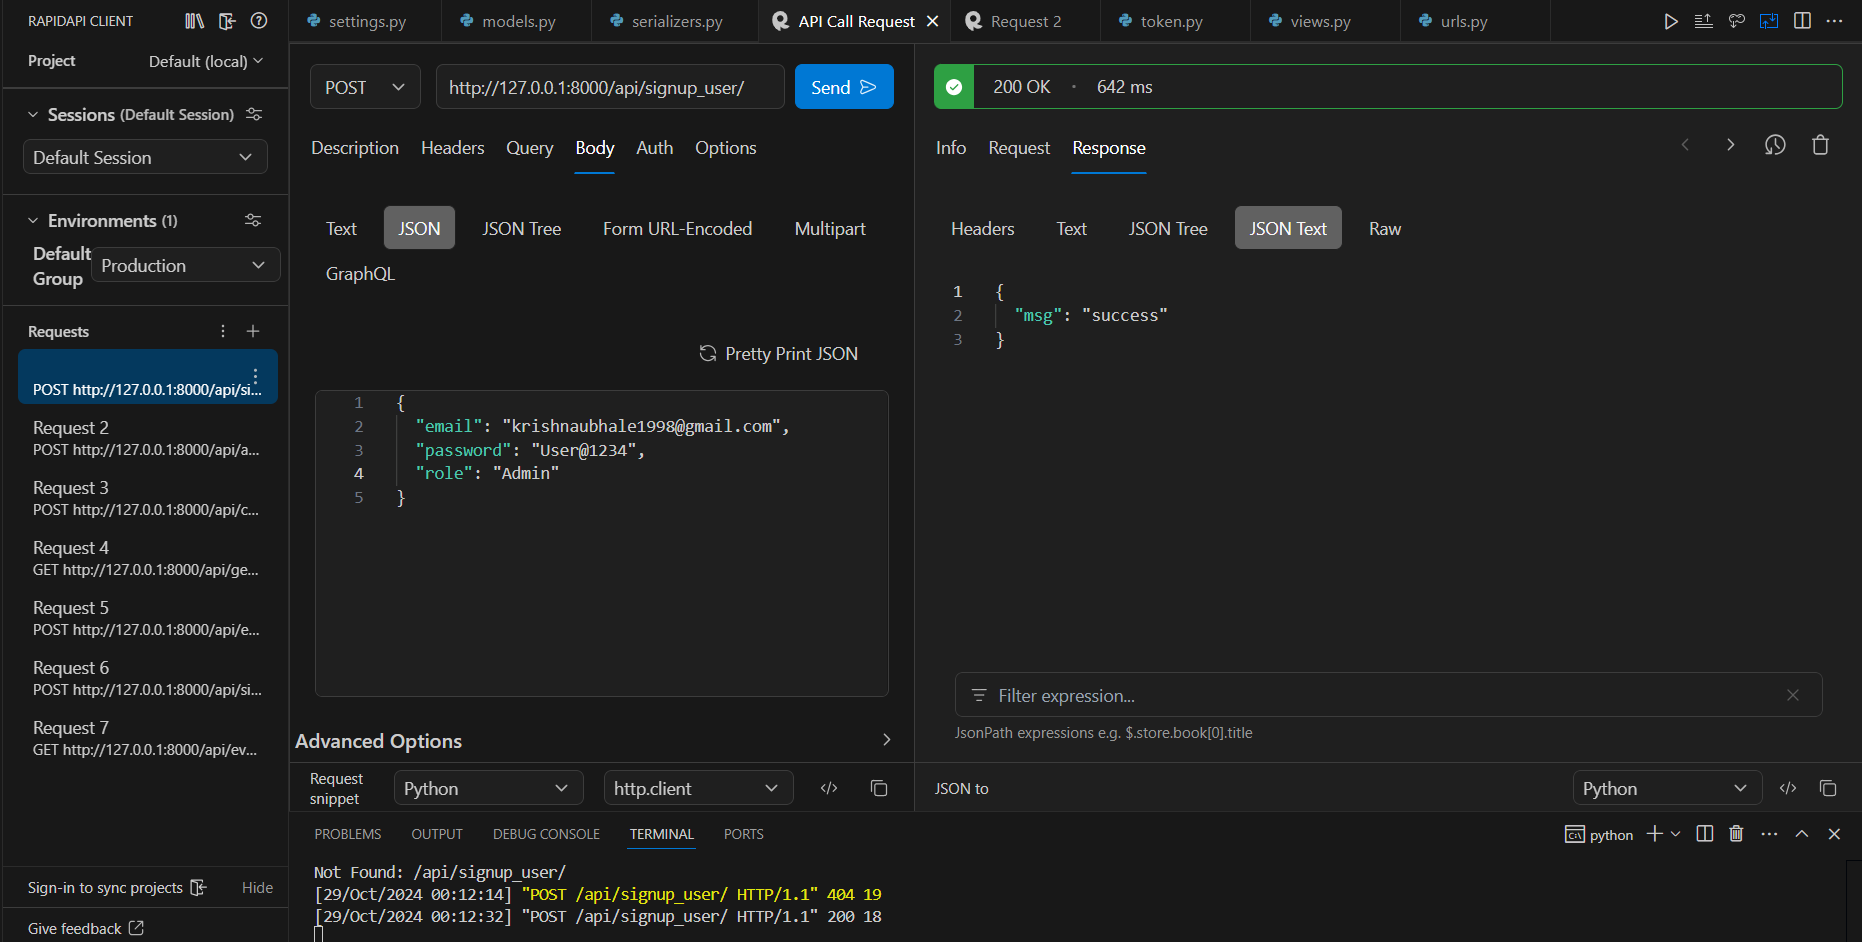 RAPIDAPI CLIENT
settings.py
models.py
serializers.py
API Call Request
Request 2
token.py
views.py
urls.py
Project
Default (local)
POST
http://127.0.0.1:8000/api/signup_user/
Send
200 OK · 642 ms
Sessions (Default Session)
Default Session
Description
Headers
Query
Body
Auth
Options
Info
Request
Response
Environments (1)
Default Group
Production
Text
JSON
JSON Tree
Form URL-Encoded
Multipart
GraphQL
Headers
Text
JSON Tree
JSON Text
Raw
1 {
2 "msg": "success"
3 }
Requests
POST http://127.0.0.1:8000/api/si...
Request 2
POST http://127.0.0.1:8000/api/a...
Request 3
POST http://127.0.0.1:8000/api/c...
Request 4
GET http://127.0.0.1:8000/api/ge...
Request 5
POST http://127.0.0.1:8000/api/e...
Request 6
POST http://127.0.0.1:8000/api/si...
Request 7
GET http://127.0.0.1:8000/api/ev...
Pretty Print JSON
1 {
2 "email": "krishnaubhale1998@gmail.com",
3 "password": "User@1234",
4 "role": "Admin"
5 }
Filter expression...
JsonPath expressions e.g. $.store.book[0].title
Advanced Options
Request snippet
Python
http.client
JSON to
Python
PROBLEMS
OUTPUT
DEBUG CONSOLE
TERMINAL
PORTS
python
Not Found: /api/signup_user/
[29/Oct/2024 00:12:14] "POST /api/signup_user/ HTTP/1.1" 404 19
[29/Oct/2024 00:12:32] "POST /api/signup_user/ HTTP/1.1" 200 18
Sign-in to sync projects
Hide
Give feedback